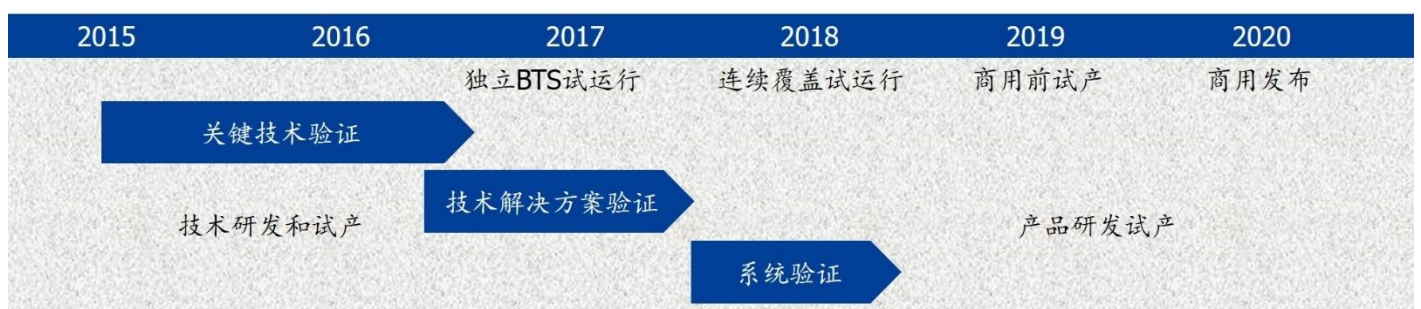 2015 2016 2017 2018 2019 2020
独立BTS试运行 连续覆盖试运行 商用前试产 商用发布
关键技术验证
技术解决方案验证
技术研发和试产 产品研发试产
系统验证